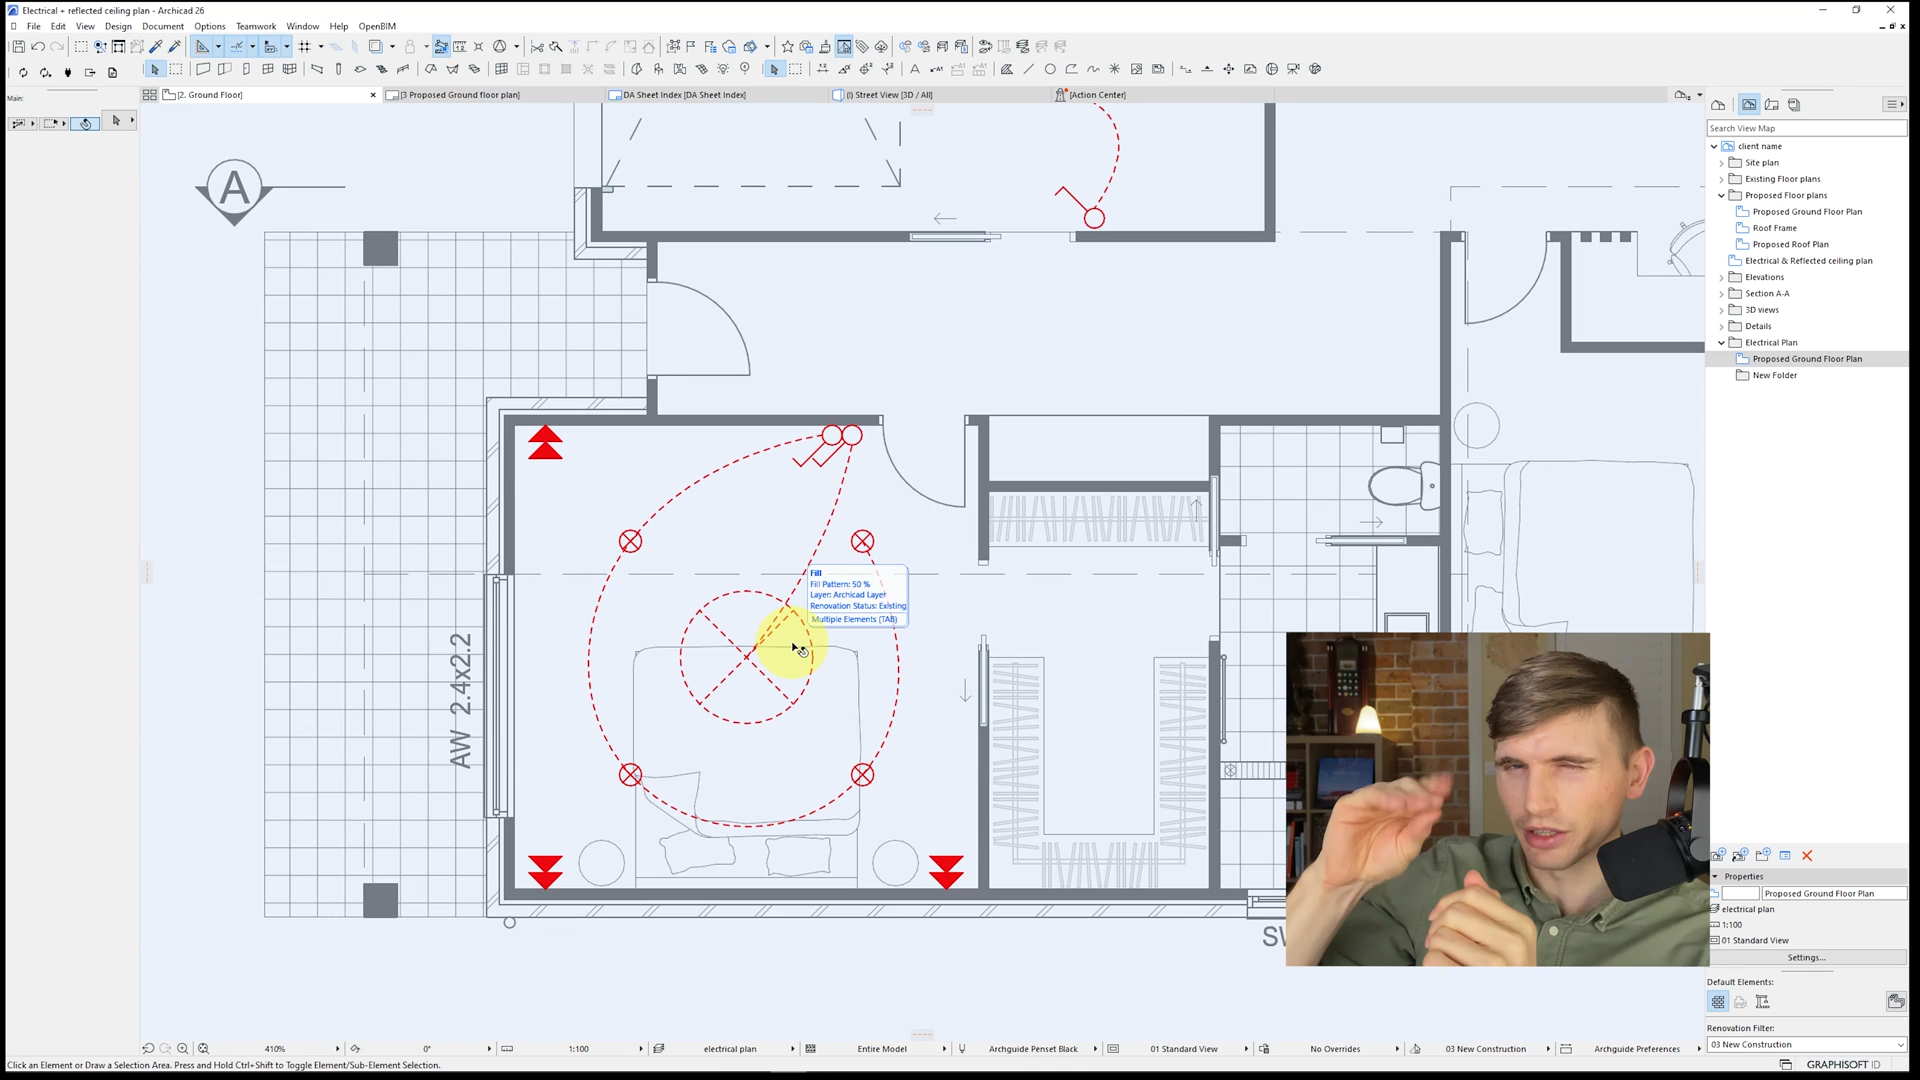 Electrical + reflected ceiling plan - Archicad 26
File Edit View Design Document Options Teamwork Window Help OpenBIM
Main:
[2. Ground Floor]
[3 Proposed Ground floor plan]
DA Sheet Index [DA Sheet Index]
(!) Street View [3D / All]
[Action Center]
Search View Map
client name
Site plan
Existing Floor plans
Proposed Floor plans
Proposed Ground Floor Plan
Roof Frame
Proposed Roof Plan
Electrical & Reflected ceiling plan
Elevations
Section A-A
3D views
Details
Electrical Plan
Proposed Ground Floor Plan
New Folder
A
AW 2.4x2.2
Fill
Fill Pattern: 50 %
Layer: Archicad Layer
Renovation Status: Existing
Multiple Elements (TAB)
SW
Properties
Proposed Ground Floor Plan
electrical plan
1:100
01 Standard View
Settings...
Default Elements:
Renovation Filter:
03 New Construction
410%
0°
1:100
electrical plan
Entire Model
Archguide Penset Black
01 Standard View
No Overrides
03 New Construction
Archguide Preferences
Click an Element or Draw a Selection Area. Press and Hold Ctrl+Shift to Toggle Element/Sub-Element Selection.
GRAPHISOFT ID